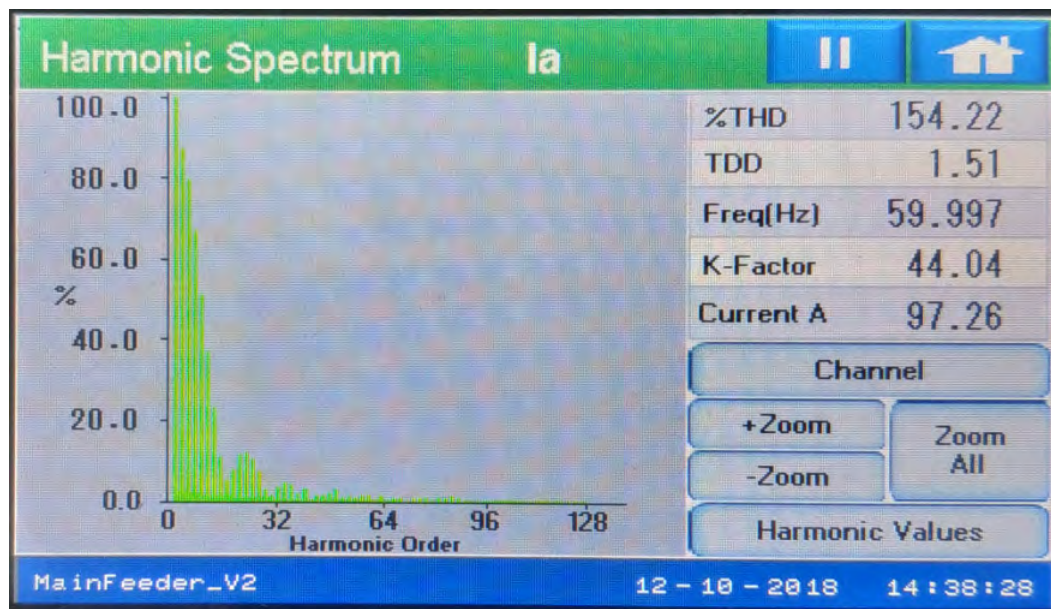 Harmonic Spectrum Ia
100.0
80.0
60.0
%
40.0
20.0
0.0
0 32 64 96 128
Harmonic Order
%THD 154.22
TDD 1.51
Freq(Hz) 59.997
K-Factor 44.04
Current A 97.26
Channel
+Zoom
-Zoom
Zoom
All
Harmonic Values
MainFeeder_V2 12-10-2018 14:38:28